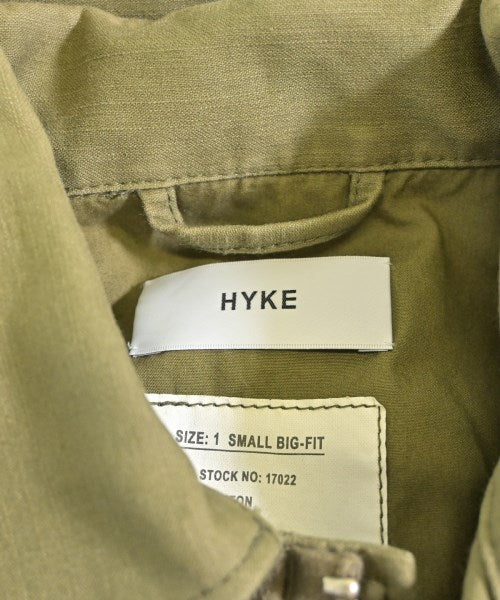 HYKE
SIZE: 1 SMALL BIG-FIT
STOCK NO: 17022